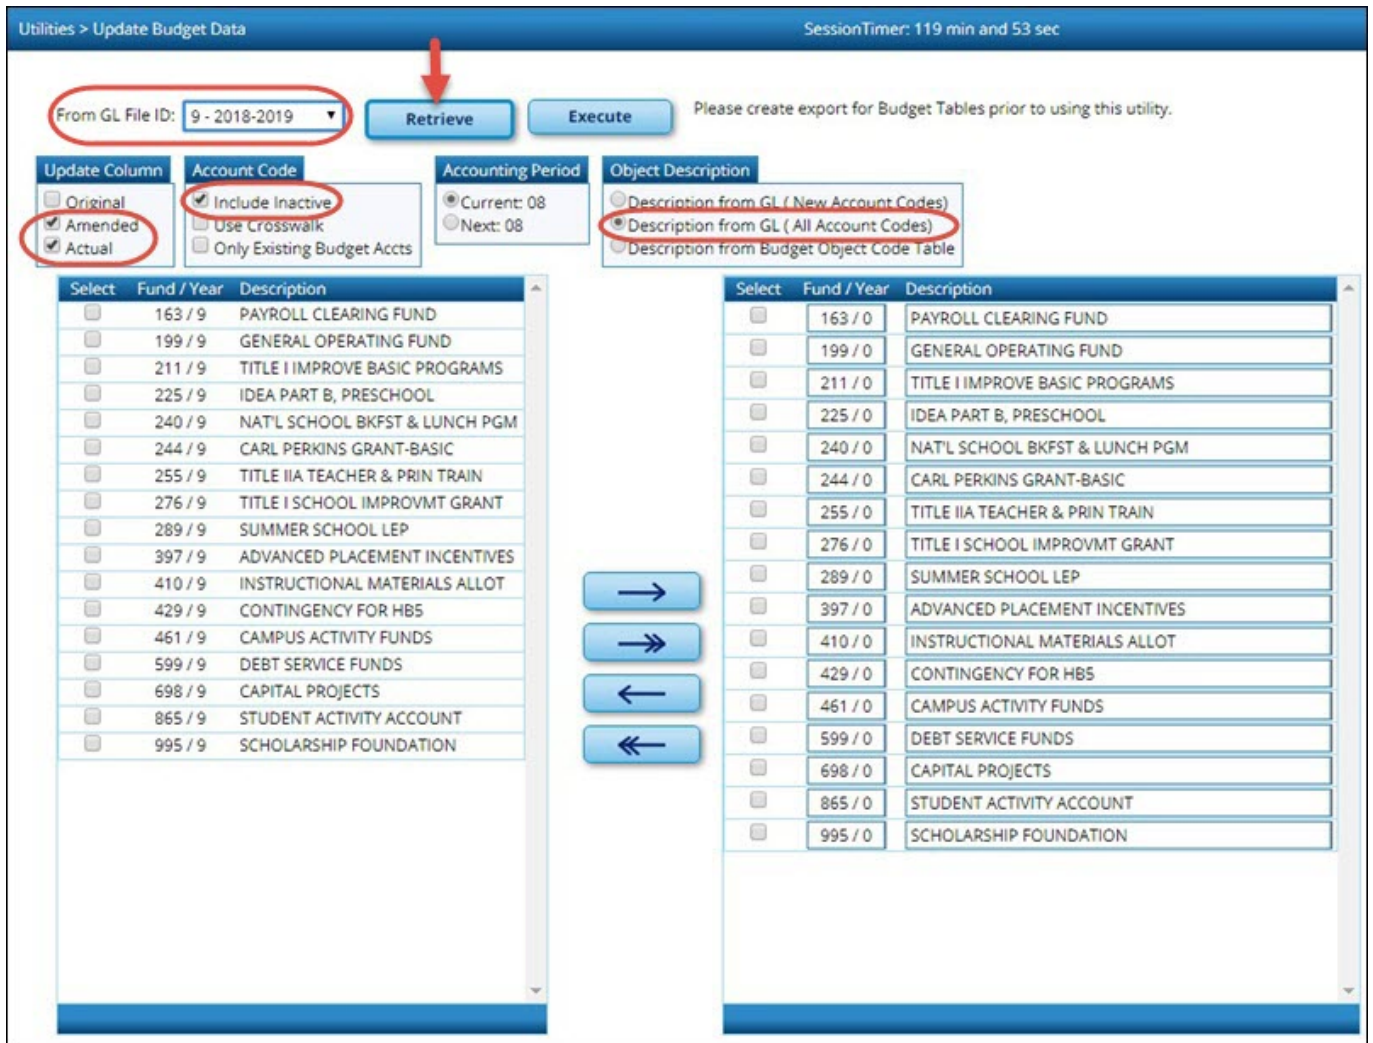 Utilities > Update Budget Data SessionTimer: 119 min and 53 sec
From GL File ID: 9 - 2018-2019 Retrieve Execute Please create export for Budget Tables prior to using this utility.
Update Column Account Code Accounting Period Object Description
Original Include Inactive Current: 08 Description from GL ( New Account Codes)
Amended Use Crosswalk Next: 08 Description from GL ( All Account Codes)
Actual Only Existing Budget Accts Description from Budget Object Code Table
Select Fund / Year Description
163 / 9 PAYROLL CLEARING FUND
199 / 9 GENERAL OPERATING FUND
211 / 9 TITLE I IMPROVE BASIC PROGRAMS
225 / 9 IDEA PART B, PRESCHOOL
240 / 9 NAT'L SCHOOL BKFST & LUNCH PGM
244 / 9 CARL PERKINS GRANT-BASIC
255 / 9 TITLE IIA TEACHER & PRIN TRAIN
276 / 9 TITLE I SCHOOL IMPROVMT GRANT
289 / 9 SUMMER SCHOOL LEP
397 / 9 ADVANCED PLACEMENT INCENTIVES
410 / 9 INSTRUCTIONAL MATERIALS ALLOT
429 / 9 CONTINGENCY FOR HB5
461 / 9 CAMPUS ACTIVITY FUNDS
599 / 9 DEBT SERVICE FUNDS
698 / 9 CAPITAL PROJECTS
865 / 9 STUDENT ACTIVITY ACCOUNT
995 / 9 SCHOLARSHIP FOUNDATION
Select Fund / Year Description
163 / 0 PAYROLL CLEARING FUND
199 / 0 GENERAL OPERATING FUND
211 / 0 TITLE I IMPROVE BASIC PROGRAMS
225 / 0 IDEA PART B, PRESCHOOL
240 / 0 NAT'L SCHOOL BKFST & LUNCH PGM
244 / 0 CARL PERKINS GRANT-BASIC
255 / 0 TITLE IIA TEACHER & PRIN TRAIN
276 / 0 TITLE I SCHOOL IMPROVMT GRANT
289 / 0 SUMMER SCHOOL LEP
397 / 0 ADVANCED PLACEMENT INCENTIVES
410 / 0 INSTRUCTIONAL MATERIALS ALLOT
429 / 0 CONTINGENCY FOR HB5
461 / 0 CAMPUS ACTIVITY FUNDS
599 / 0 DEBT SERVICE FUNDS
698 / 0 CAPITAL PROJECTS
865 / 0 STUDENT ACTIVITY ACCOUNT
995 / 0 SCHOLARSHIP FOUNDATION